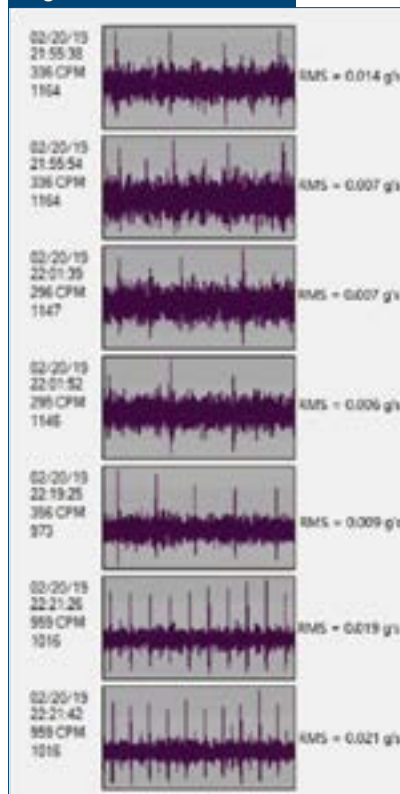 02/20/19
21:55:38
336 CPM
1164
RMS = 0.014 g's
02/20/19
21:55:54
336 CPM
1164
RMS = 0.007 g's
02/20/19
22:01:39
296 CPM
1147
RMS = 0.007 g's
02/20/19
22:01:52
295 CPM
1146
RMS = 0.006 g's
02/20/19
22:19:25
356 CPM
973
RMS = 0.009 g's
02/20/19
22:21:26
959 CPM
1016
RMS = 0.019 g's
02/20/19
22:21:42
959 CPM
1016
RMS = 0.021 g's